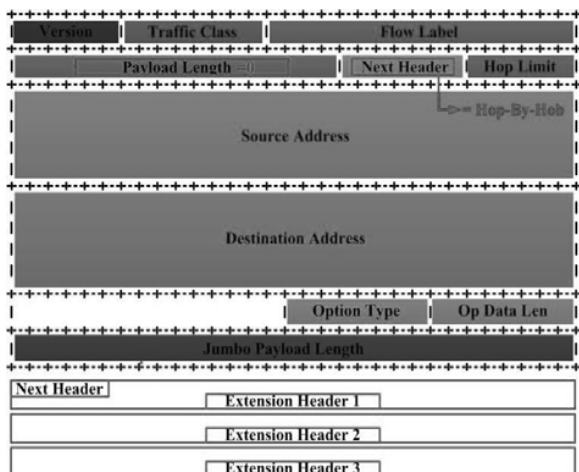 Version Traffic Class Flow Label
Payload Length =0 Next Header Hop Limit
= Hop-By-Hob
Source Address
Destination Address
Option Type Op Data Len
Jumbo Payload Length
Next Header
Extension Header 1
Extension Header 2
Extension Header 3